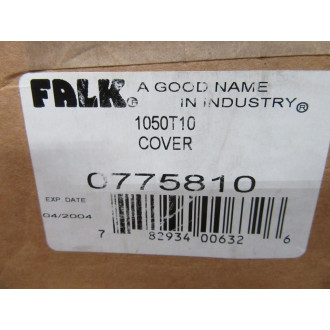 FALK® A GOOD NAME
IN INDUSTRY®
1050T10
COVER
0775810
EXP DATE
04/2004
7 82934 00632 6